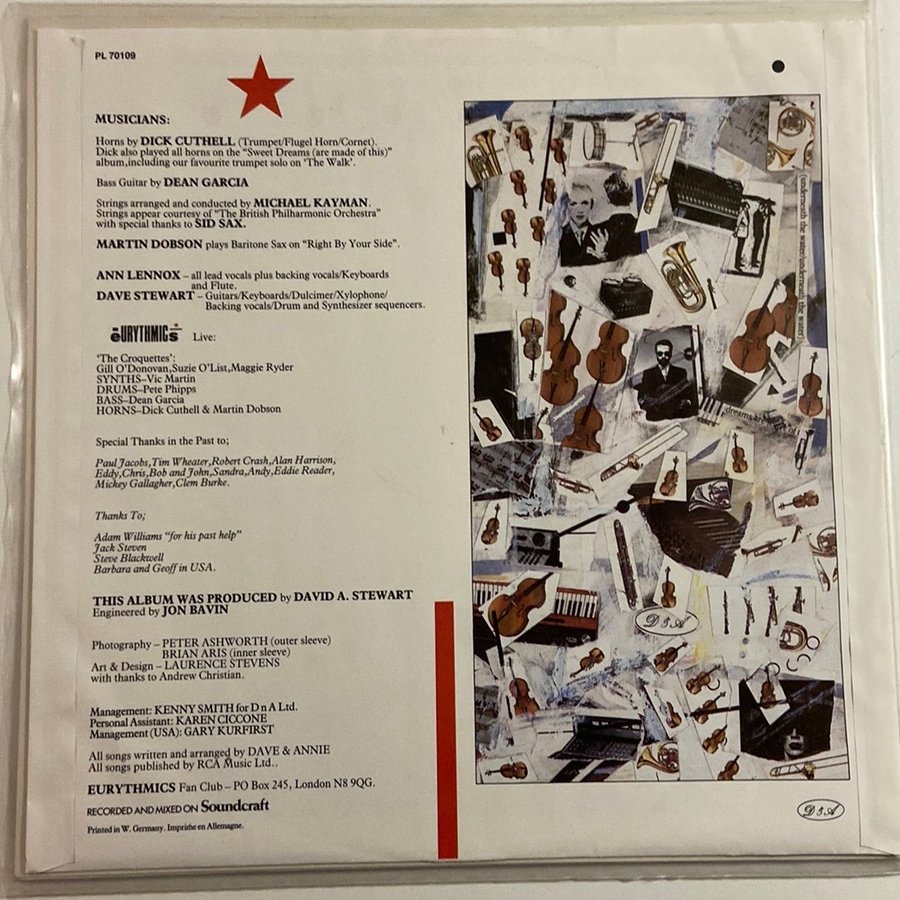 PL 70109
MUSICIANS:
Horns by DICK CUTHELL (Trumpet/Flugel Horn/Cornet).
Dick also played all horns on the "Sweet Dreams (are made of this)"
album,including our favourite trumpet solo on 'The Walk'.
Bass Guitar by DEAN GARCIA
Strings arranged and conducted by MICHAEL KAYMAN.
Strings appear courtesy of "The British Philharmonic Orchestra"
with special thanks to SID SAX.
MARTIN DOBSON plays Baritone Sax on "Right By Your Side".
ANN LENNOX – all lead vocals plus backing vocals/Keyboards
and Flute.
DAVE STEWART – Guitars/Keyboards/Dulcimer/Xylophone/
Backing vocals/Drum and Synthesizer sequencers.
EURYTHMICS Live:
'The Croquettes':
Gill O'Donovan,Suzie O'List,Maggie Ryder
SYNTHS–Vic Martin
DRUMS–Pete Phipps
BASS–Dean Garcia
HORNS–Dick Cuthell & Martin Dobson
Special Thanks in the Past to;
Paul Jacobs,Tim Wheater,Robert Crash,Alan Harrison,
Eddy,Chris,Bob and John,Sandra,Andy,Eddie Reader,
Mickey Gallagher,Clem Burke.
Thanks To;
Adam Williams "for his past help"
Jack Steven
Steve Blackwell
Barbara and Geoff in USA.
THIS ALBUM WAS PRODUCED by DAVID A. STEWART
Engineered by JON BAVIN
Photography – PETER ASHWORTH (outer sleeve)
BRIAN ARIS (inner sleeve)
Art & Design – LAURENCE STEVENS
with thanks to Andrew Christian.
Management: KENNY SMITH for D n A Ltd.
Personal Assistant: KAREN CICCONE
Management (USA): GARY KURFIRST
All songs written and arranged by DAVE & ANNIE
All songs published by RCA Music Ltd..
EURYTHMICS Fan Club – PO Box 245, London N8 9QG.
RECORDED AND MIXED ON Soundcraft
Printed in W. Germany. Imprithe en Allemagne.
(underneath the water/underneath the water)
dreams are
D&A
D&A